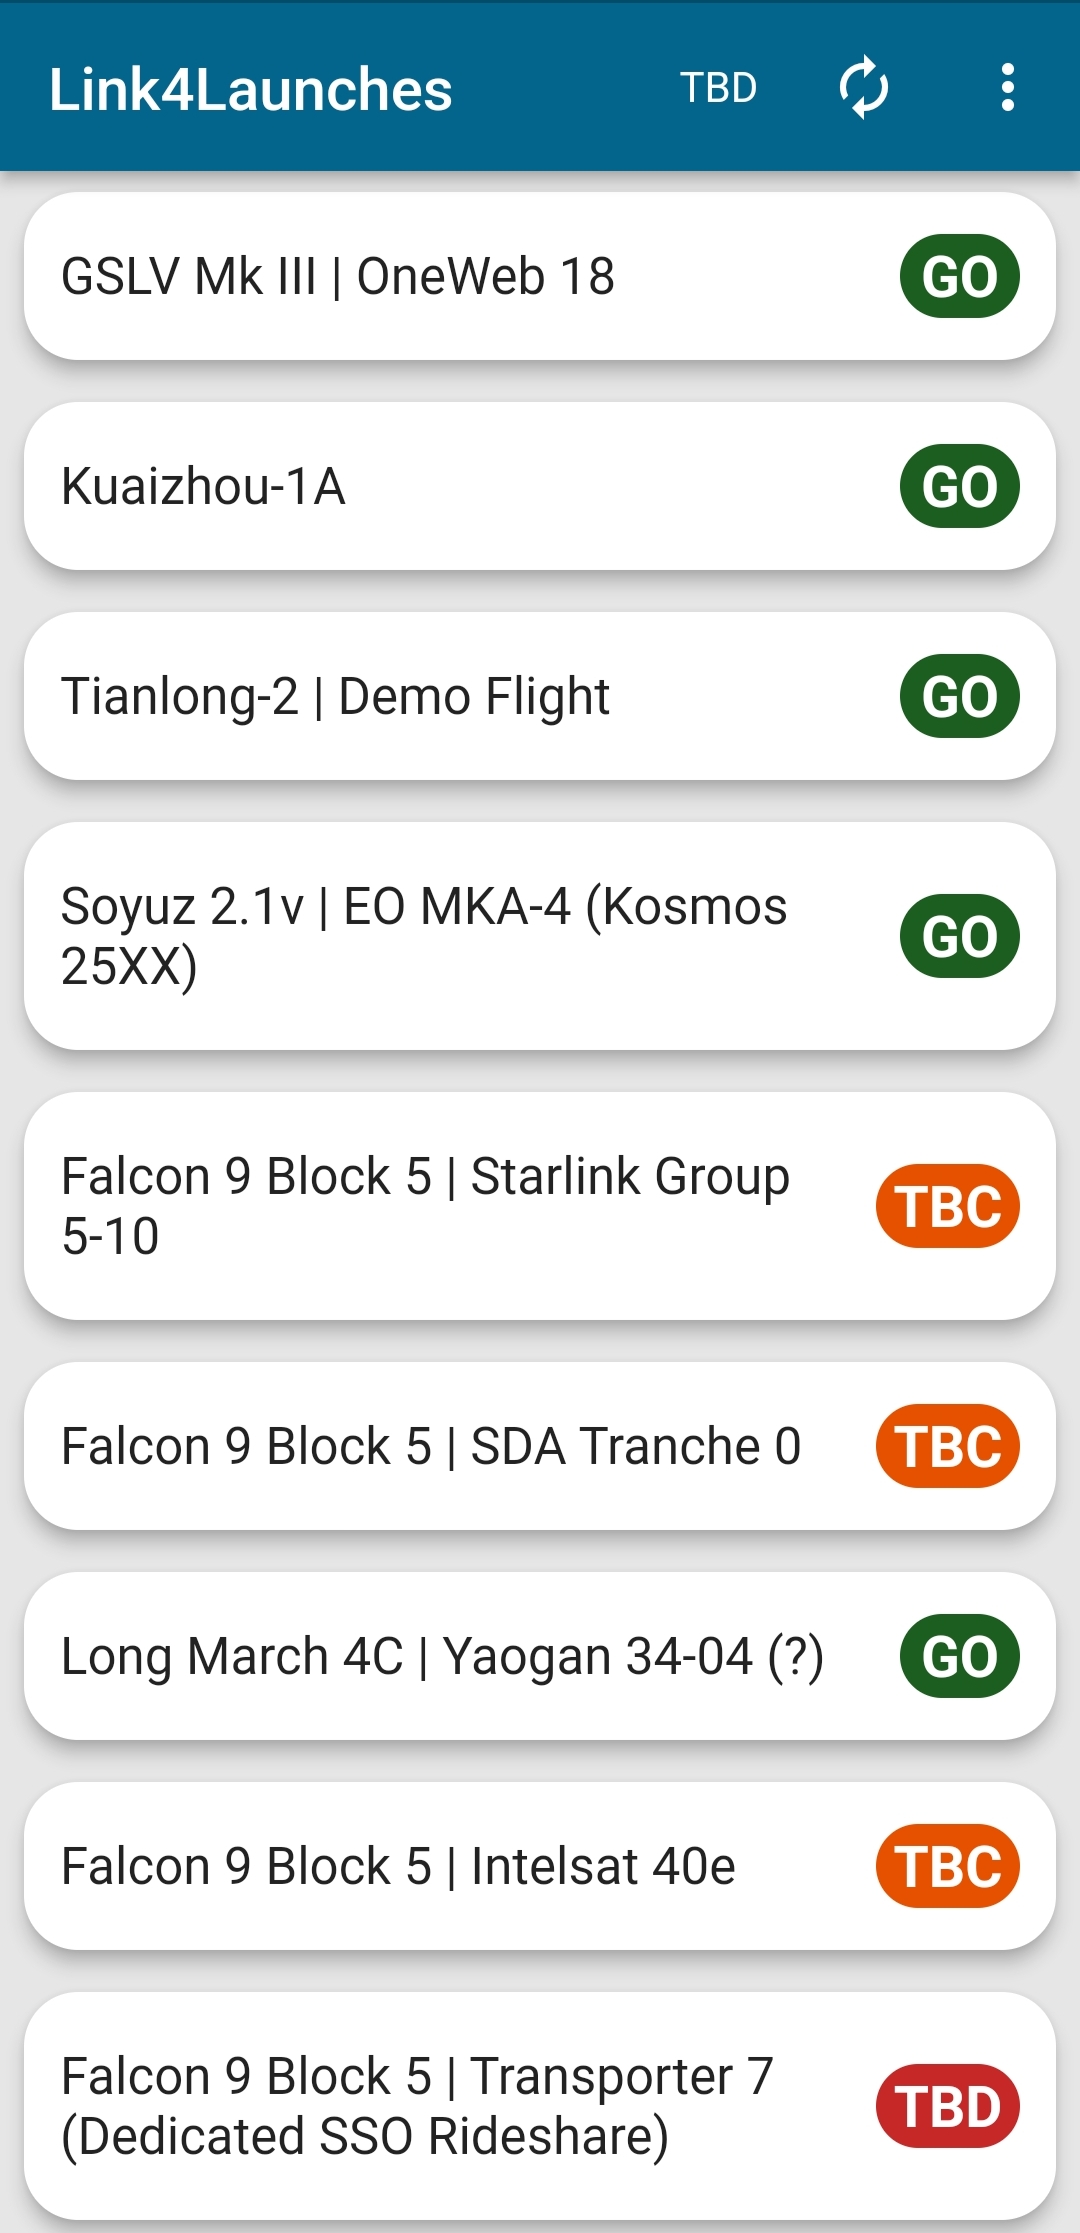 Link4Launches TBD
GSLV Mk III | OneWeb 18 GO
Kuaizhou-1A GO
Tianlong-2 | Demo Flight GO
Soyuz 2.1v | EO MKA-4 (Kosmos
25XX)
GO
Falcon 9 Block 5 | Starlink Group
5-10
TBC
Falcon 9 Block 5 | SDA Tranche 0 TBC
Long March 4C | Yaogan 34-04 (?) GO
Falcon 9 Block 5 | Intelsat 40e TBC
Falcon 9 Block 5 | Transporter 7
(Dedicated SSO Rideshare)
TBD